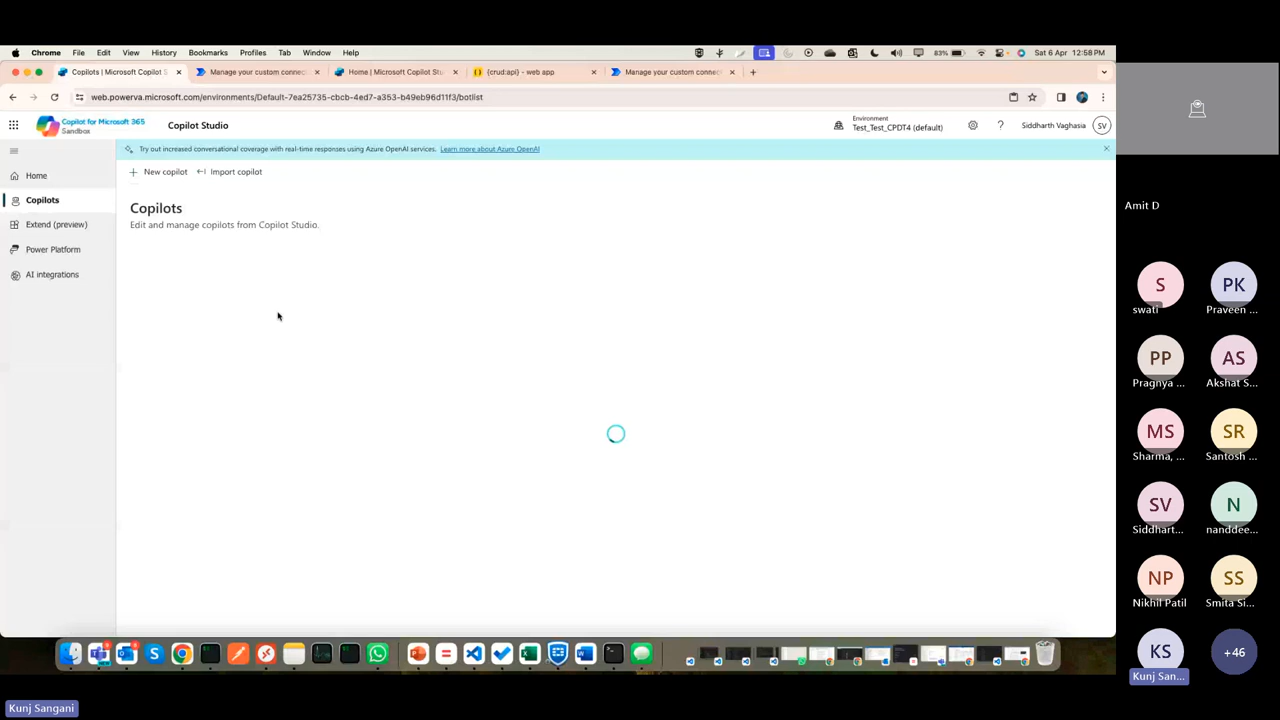 Chrome File Edit View History Bookmarks Profiles Tab Window Help 83% Sat 6 Apr 12:58 PM
Copilots | Microsoft Copilot S Manage your custom connec Home | Microsoft Copilot Stu {crud:api} - web app Manage your custom connec
web.powerva.microsoft.com/environments/Default-7ea25735-cbcb-4ed7-a353-b49eb96d11f3/botlist
Copilot for Microsoft 365
Sandbox
Copilot Studio
Environment
Test_Test_CPDT4 (default)
Siddharth Vaghasia SV
Try out increased conversational coverage with real-time responses using Azure OpenAI services. Learn more about Azure OpenAI
New copilot Import copilot
Home
Copilots
Extend (preview)
Power Platform
AI integrations
Copilots
Edit and manage copilots from Copilot Studio.
Amit D
S PK
swati Praveen ...
PP AS
Pragnya ... Akshat S...
MS SR
Sharma, ... Santosh ...
SV N
Siddhart... nanddee...
NP SS
Nikhil Patil Smita Si...
KS +46
Kunj San...
Kunj Sangani